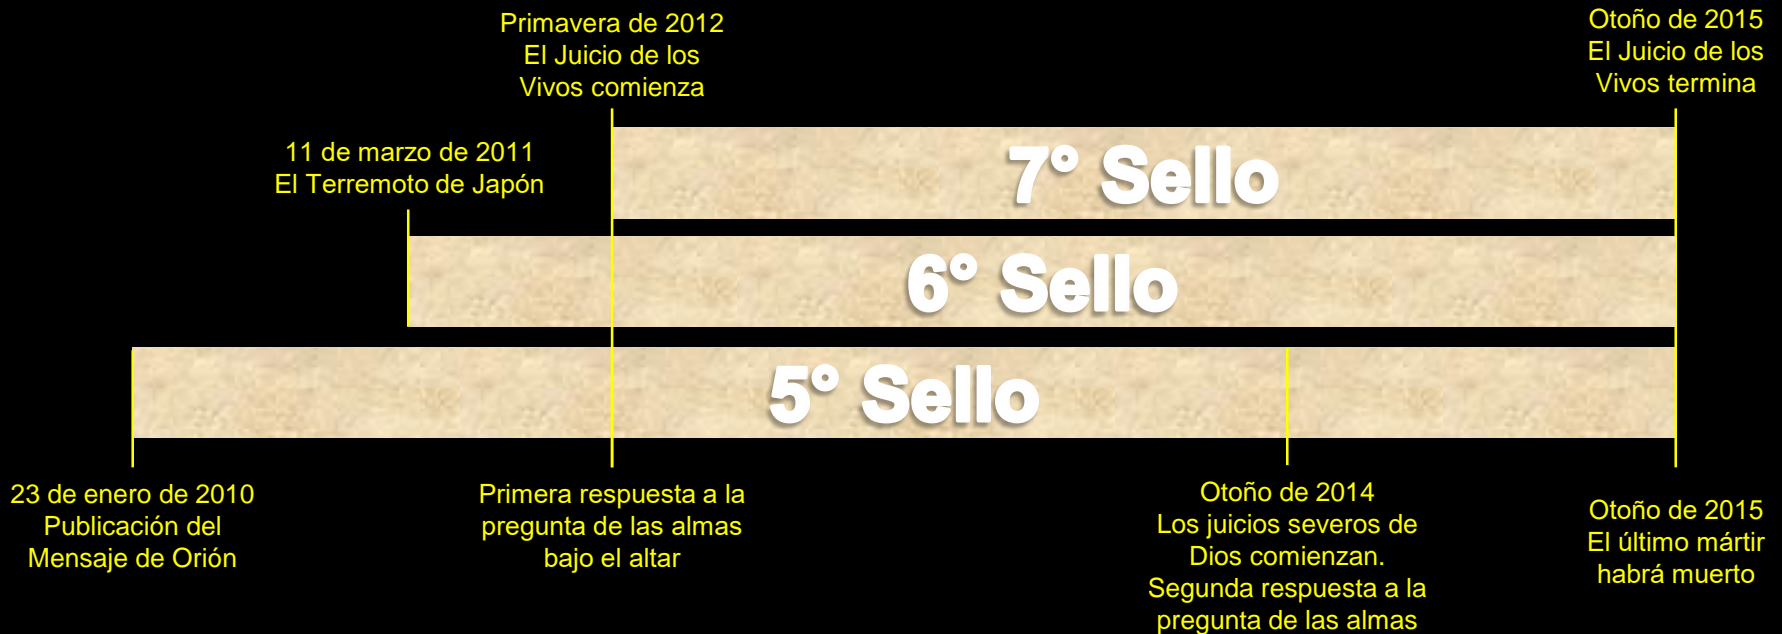 Primavera de 2012
El Juicio de los
Vivos comienza
Otoño de 2015
El Juicio de los
Vivos termina
11 de marzo de 2011
El Terremoto de Japón
7° Sello
6° Sello
5° Sello
23 de enero de 2010
Publicación del
Mensaje de Orión
Primera respuesta a la
pregunta de las almas
bajo el altar
Otoño de 2014
Los juicios severos de
Dios comienzan.
Segunda respuesta a la
pregunta de las almas
Otoño de 2015
El último mártir
habrá muerto